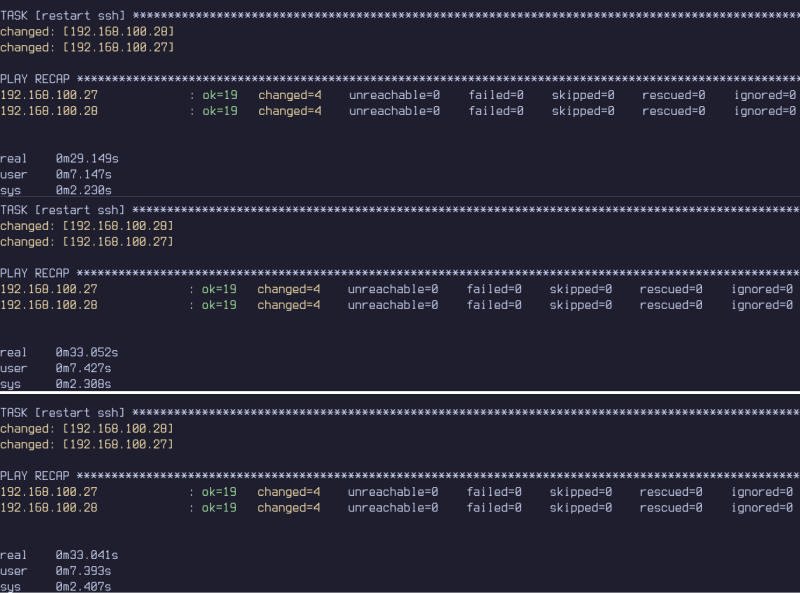 TASK [restart ssh] ************************************************************************************************
changed: [192.168.100.28]
changed: [192.168.100.27]
PLAY RECAP ********************************************************************************************************
192.168.100.27 : ok=19 changed=4 unreachable=0 failed=0 skipped=0 rescued=0 ignored=0
192.168.100.28 : ok=19 changed=4 unreachable=0 failed=0 skipped=0 rescued=0 ignored=0
real 0m29.149s
user 0m7.147s
sys 0m2.230s
TASK [restart ssh] ************************************************************************************************
changed: [192.168.100.28]
changed: [192.168.100.27]
PLAY RECAP ********************************************************************************************************
192.168.100.27 : ok=19 changed=4 unreachable=0 failed=0 skipped=0 rescued=0 ignored=0
192.168.100.28 : ok=19 changed=4 unreachable=0 failed=0 skipped=0 rescued=0 ignored=0
real 0m33.052s
user 0m7.427s
sys 0m2.308s
TASK [restart ssh] ************************************************************************************************
changed: [192.168.100.28]
changed: [192.168.100.27]
PLAY RECAP ********************************************************************************************************
192.168.100.27 : ok=19 changed=4 unreachable=0 failed=0 skipped=0 rescued=0 ignored=0
192.168.100.28 : ok=19 changed=4 unreachable=0 failed=0 skipped=0 rescued=0 ignored=0
real 0m33.041s
user 0m7.393s
sys 0m2.407s